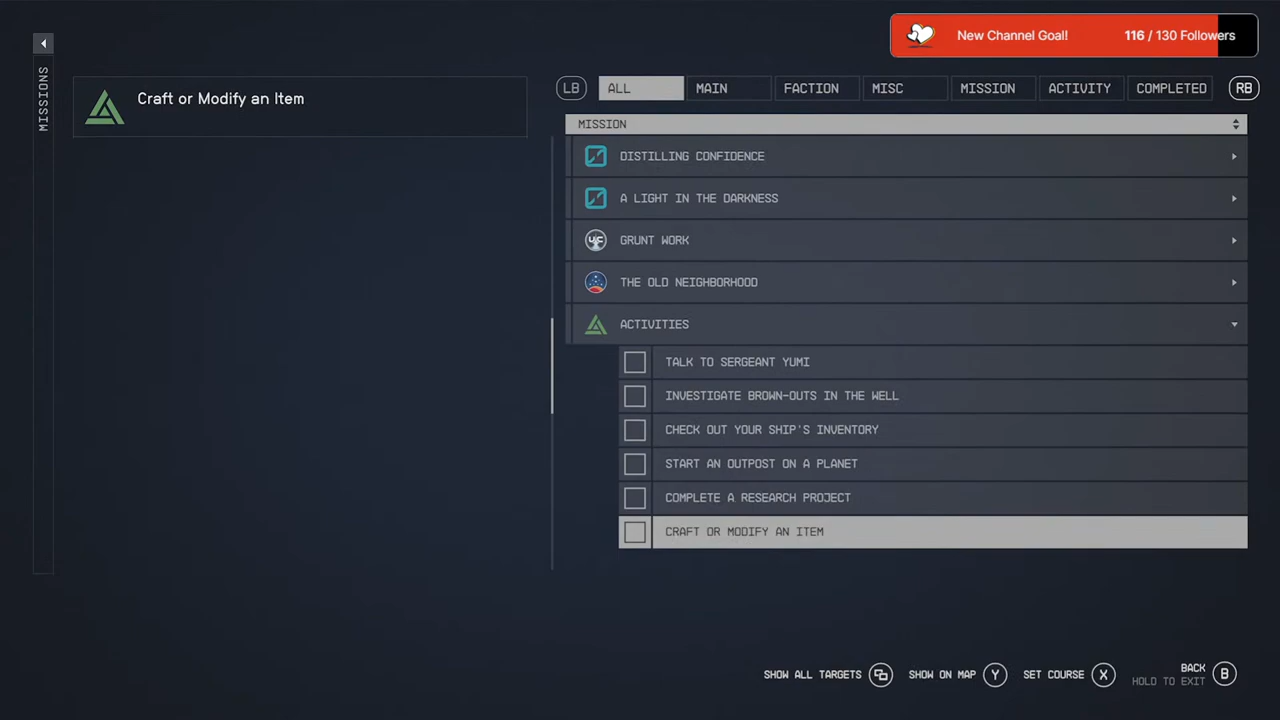 New Channel Goal!
116 / 130 Followers
MISSIONS
Craft or Modify an Item
LB
ALL
MAIN
FACTION
MISC
MISSION
ACTIVITY
COMPLETED
RB
MISSION
DISTILLING CONFIDENCE
A LIGHT IN THE DARKNESS
UC
GRUNT WORK
THE OLD NEIGHBORHOOD
ACTIVITIES
TALK TO SERGEANT YUMI
INVESTIGATE BROWN-OUTS IN THE WELL
CHECK OUT YOUR SHIP'S INVENTORY
START AN OUTPOST ON A PLANET
COMPLETE A RESEARCH PROJECT
CRAFT OR MODIFY AN ITEM
SHOW ALL TARGETS
SHOW ON MAP Y
SET COURSE X
BACK B
HOLD TO EXIT